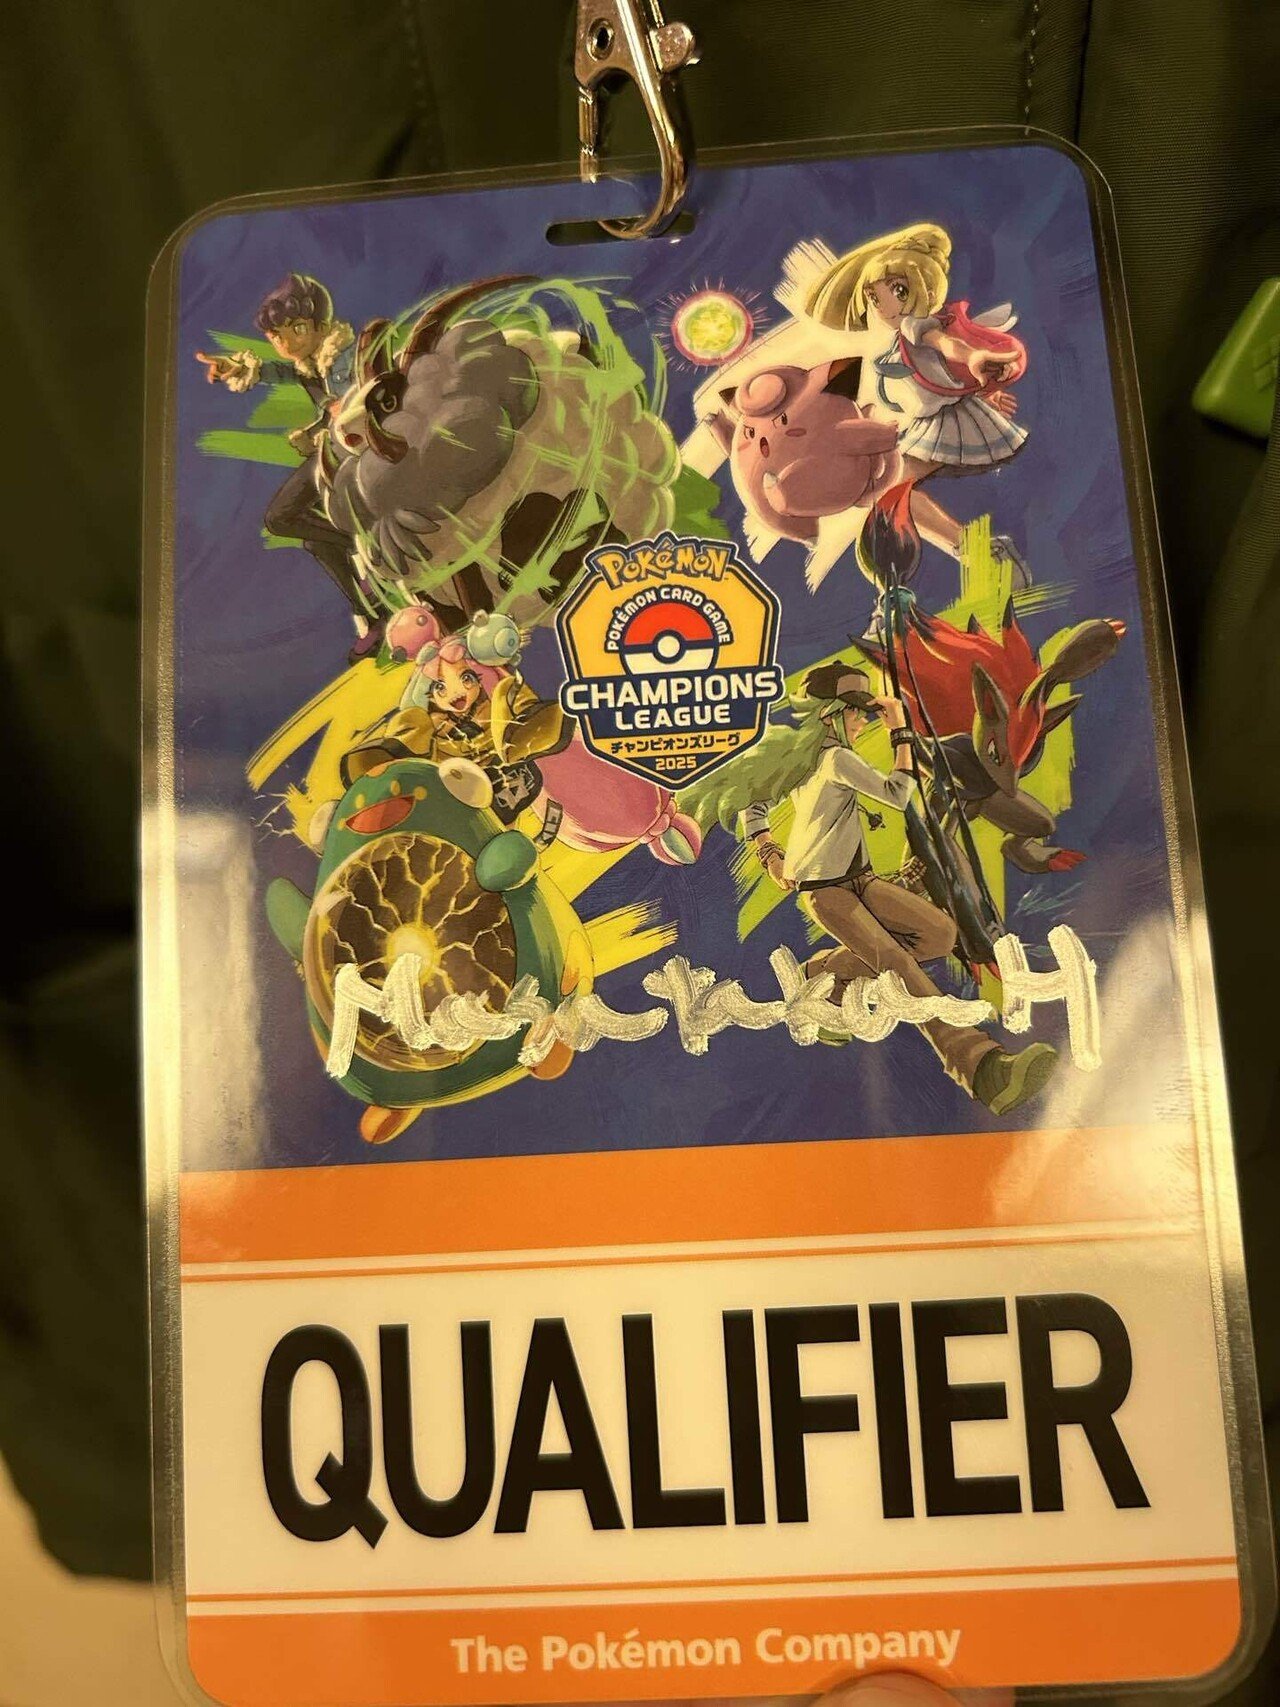 POKéMON
POKÉMON CARD GAME
CHAMPIONS
LEAGUE
チャンピオンズリーグ
2025
Masataka H
QUALIFIER
The Pokémon Company